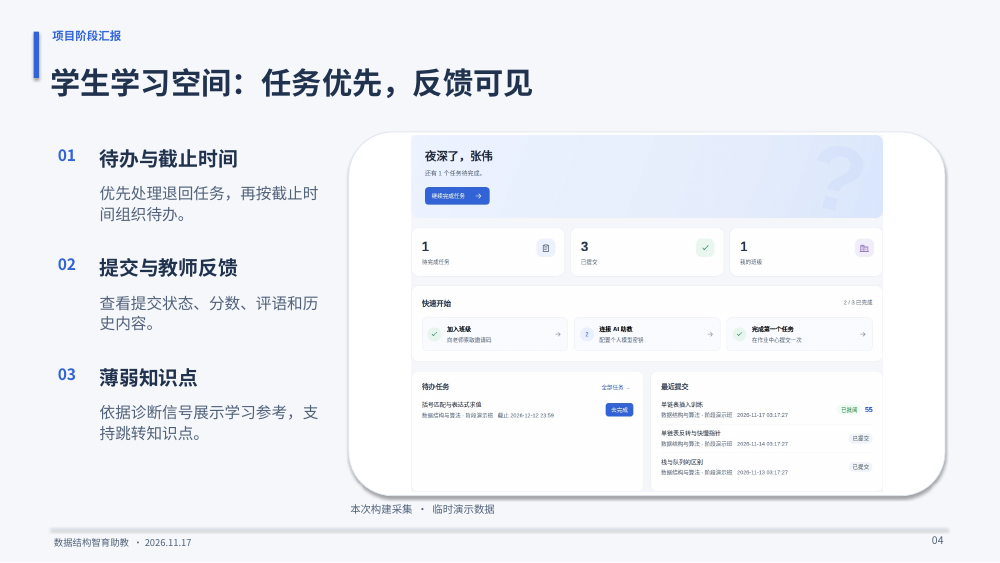 项目阶段汇报
学生学习空间：任务优先，反馈可见
01
待办与截止时间
优先处理退回任务，再按截止时
间组织待办。
02
提交与教师反馈
查看提交状态、分数、评语和历
史内容。
03
薄弱知识点
依据诊断信号展示学习参考，支
持跳转知识点。
夜深了，张伟
还有 1 个任务待完成。
继续完成任务 →
?
1
待完成任务
3
已提交
1
我的班级
快速开始
2 / 3 已完成
加入班级
向老师索取邀请码 →
2
连接 AI 助教
配置个人模型密钥 →
完成第一个任务
在作业中心提交一次 →
待办任务
全部任务 →
括号匹配与表达式求值
数据结构与算法 · 阶段演示班 截止 2026-12-12 23:59
去完成
最近提交
单链表插入训练
数据结构与算法 · 阶段演示班 2026-11-17 03:17:27
已批阅 55
单链表反转与快慢指针
数据结构与算法 · 阶段演示班 2026-11-14 03:17:27
已提交
栈与队列的区别
数据结构与算法 · 阶段演示班 2026-11-13 03:17:27
已提交
本次构建采集 · 临时演示数据
数据结构智育助教 · 2026.11.17
04